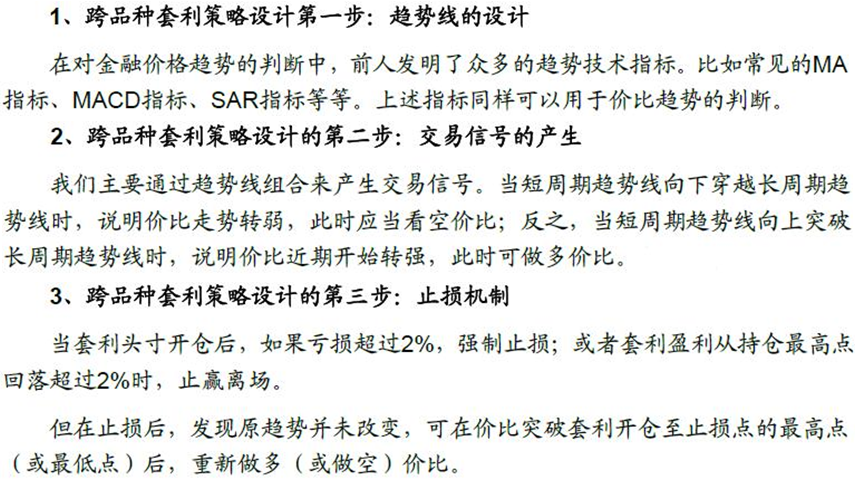 1、跨品种套利策略设计第一步：趋势线的设计
在对金融价格趋势的判断中，前人发明了众多的趋势技术指标。比如常见的MA
指标、MACD指标、SAR指标等等。上述指标同样可以用于价比趋势的判断。
2、跨品种套利策略设计的第二步：交易信号的产生
我们主要通过趋势线组合来产生交易信号。当短周期趋势线向下穿越长周期趋
势线时，说明价比走势转弱，此时应当看空价比；反之，当短周期趋势线向上突破
长周期趋势线时，说明价比近期开始转强，此时可做多价比。
3、跨品种套利策略设计的第三步：止损机制
当套利头寸开仓后，如果亏损超过2%，强制止损；或者套利盈利从持仓最高点
回落超过2%时，止赢离场。
但在止损后，发现原趋势并未改变，可在价比突破套利开仓至止损点的最高点
（或最低点）后，重新做多（或做空）价比。